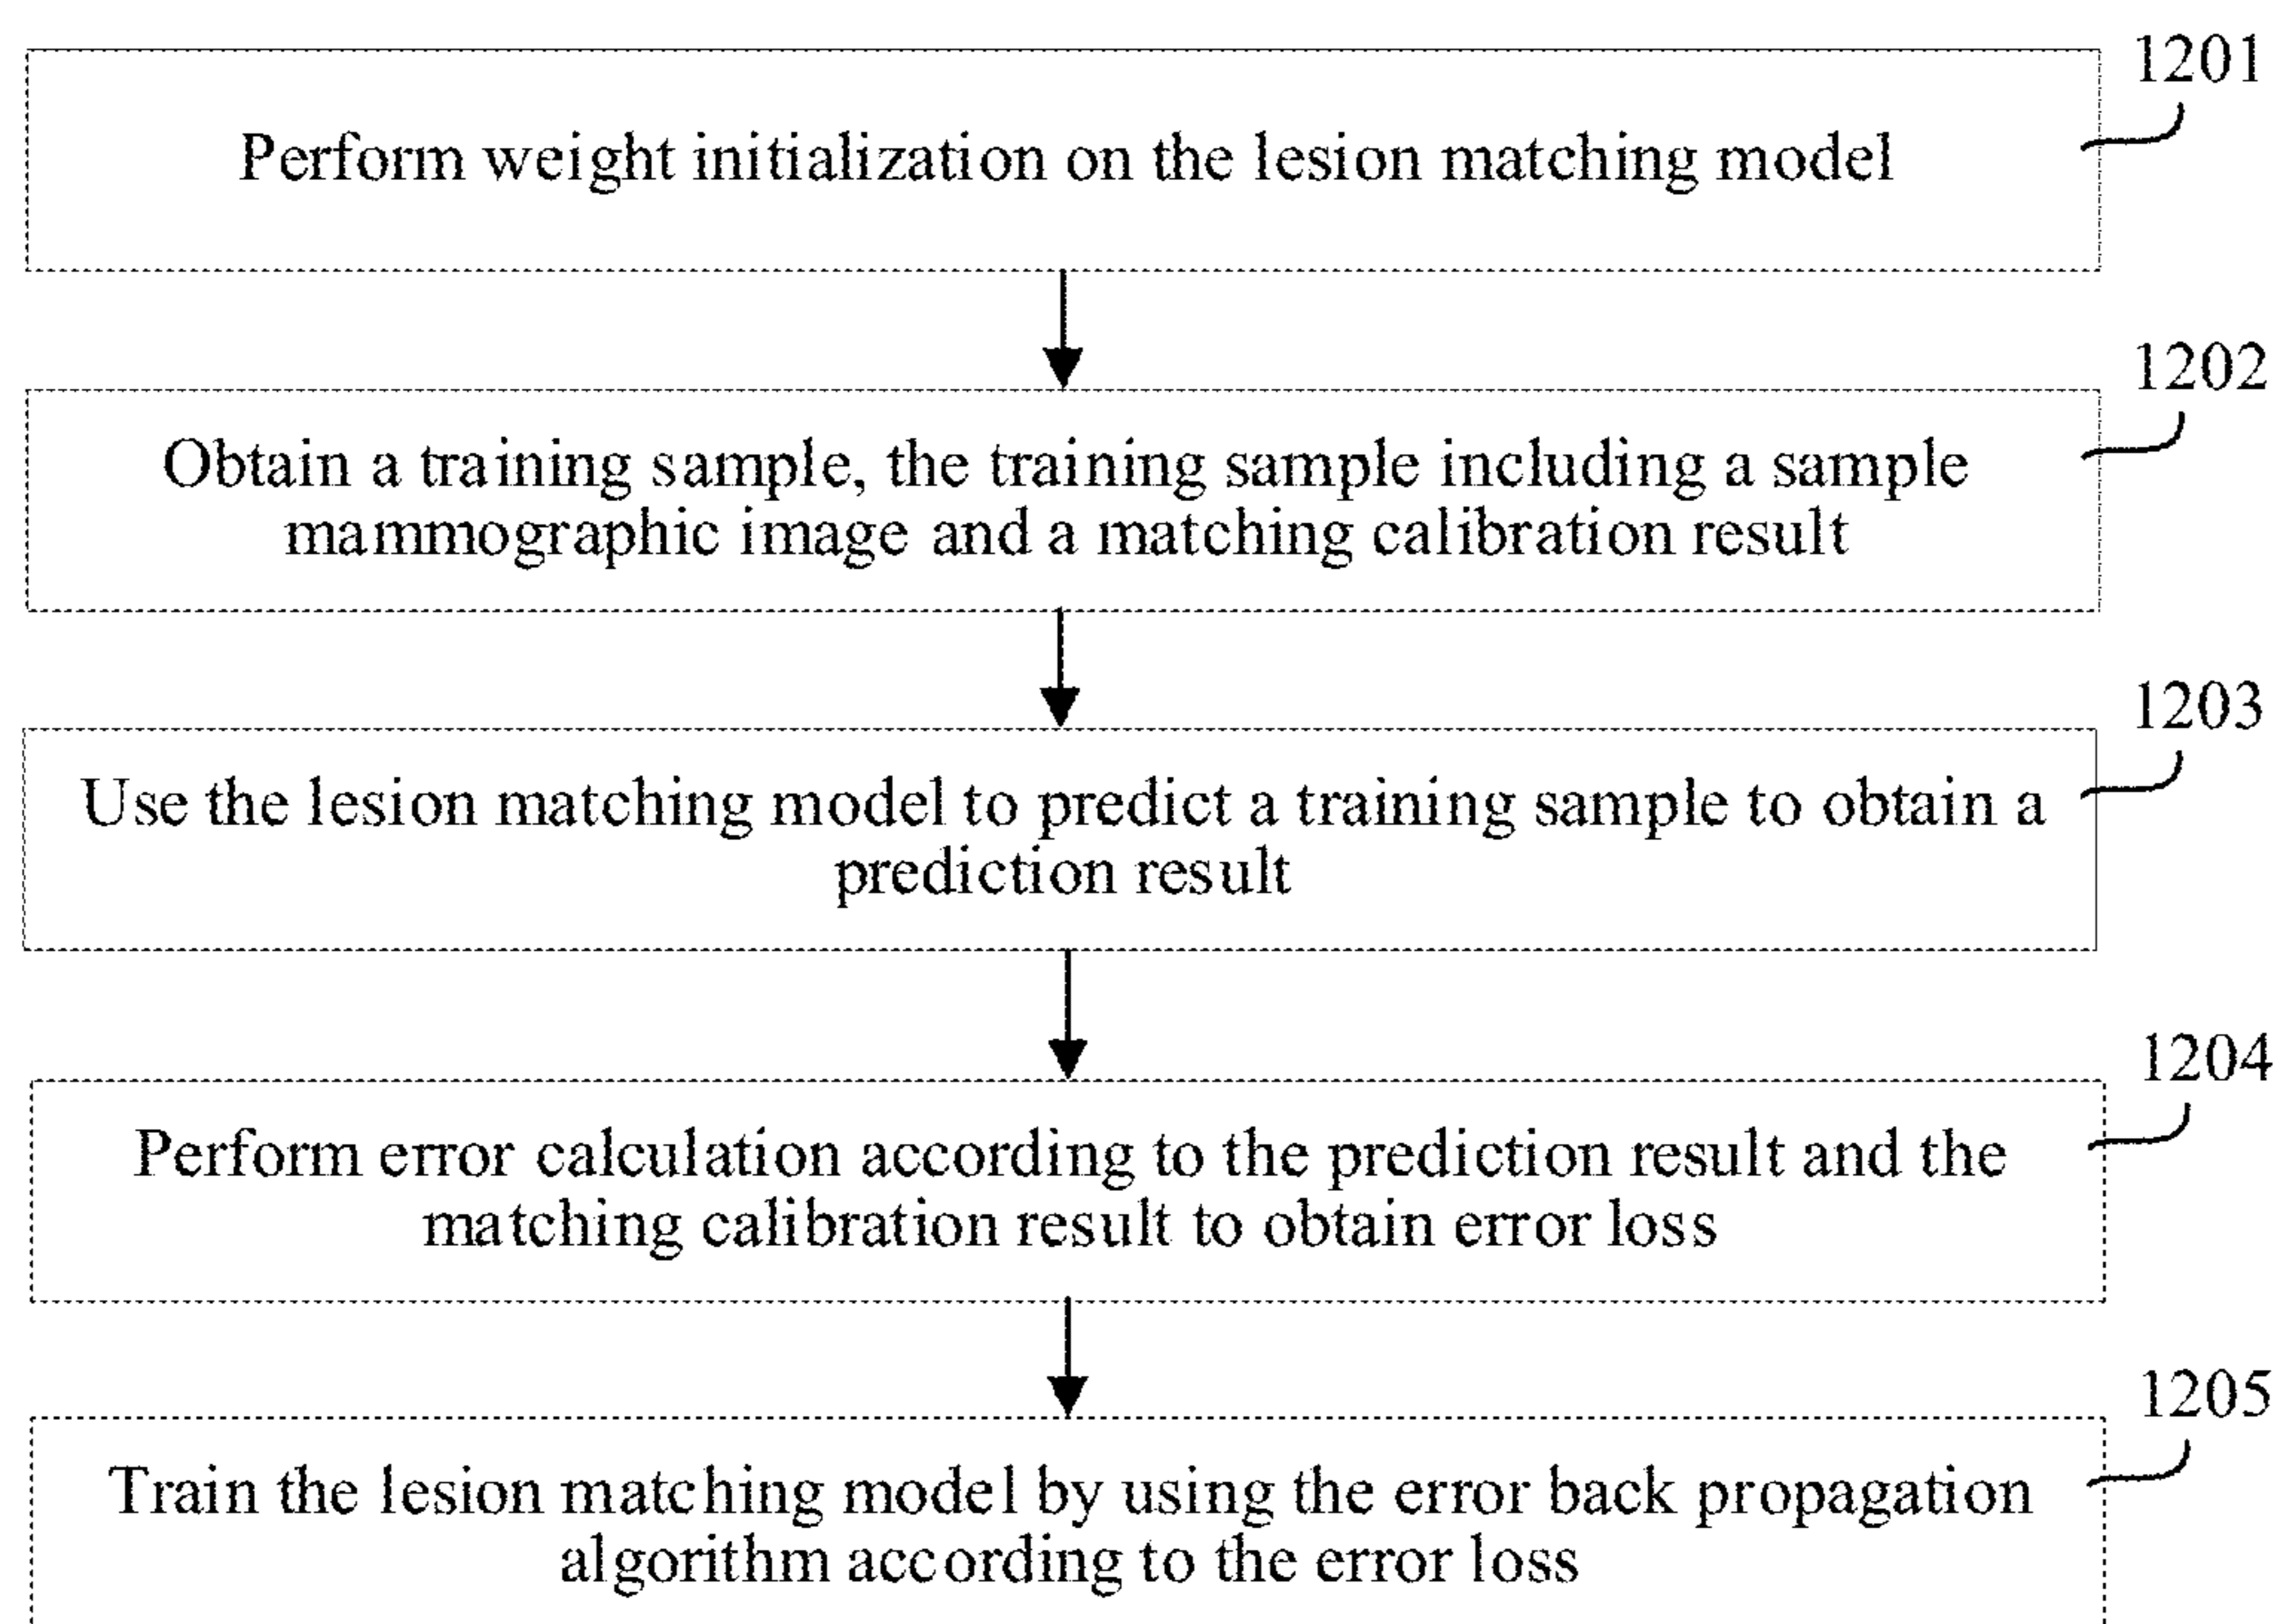 1201
Perform weight initialization on the lesion matching model
1202
Obtain a training sample, the training sample including a sample
mammographic image and a matching calibration result
1203
Use the lesion matching model to predict a training sample to obtain a
prediction result
1204
Perform error calculation according to the prediction result and the
matching calibration result to obtain error loss
1205
Train the lesion matching model by using the error back propagation
algorithm according to the error loss